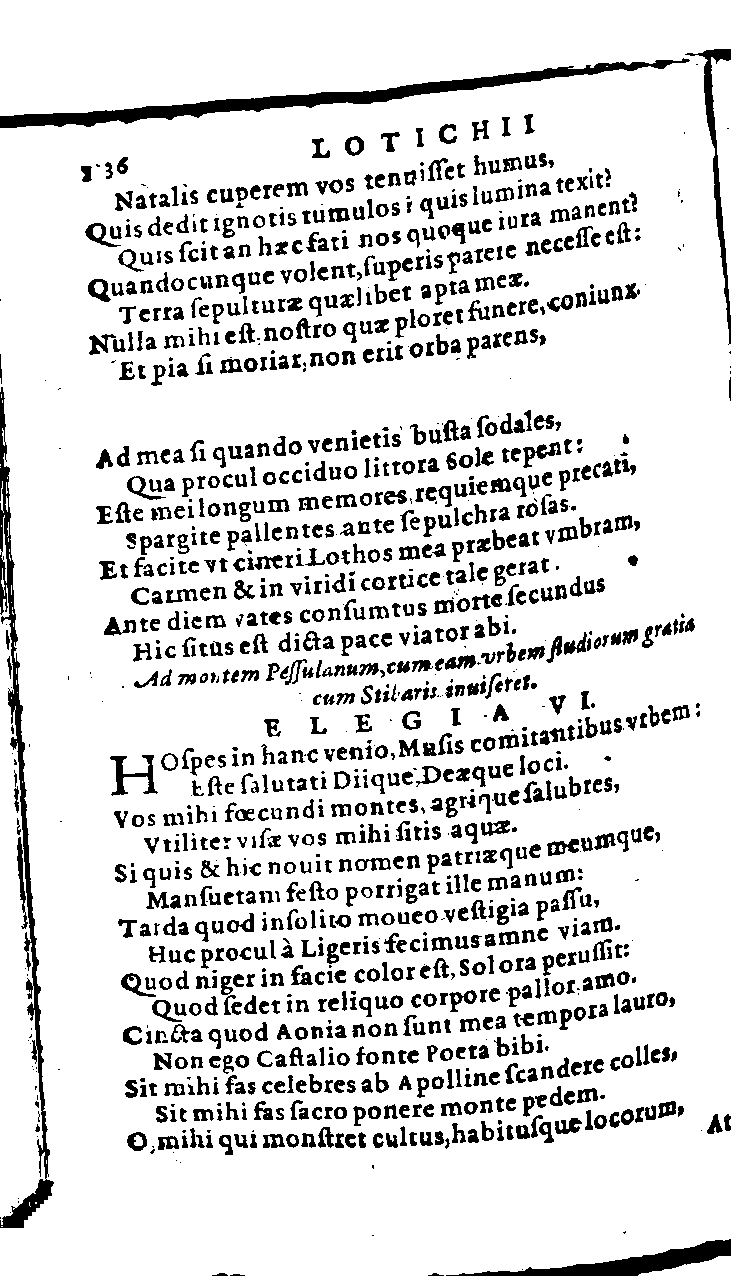 136
LOTICHII
Natalis cuperem vos tenuiſſet humus,
Quis dedit ignotis tumulos? quis lumina texit?
Quis ſcit an hæc fati nos quoque iura manent?
Quandocunque volent, ſuperis parere neceſſe eſt:
Terra ſepulturæ quælibet apta meæ.
Nulla mihi eſt, noſtro quæ ploret funere, coniunx.
Et pia ſi moriar, non erit orba parens,
Ad mea ſi quando venietis buſta ſodales,
Qua procul occiduo littora Sole tepent:
Eſte mei longum memores, requiemque precati,
Spargite pallentes ante ſepulchra roſas.
Et facite vt cineri Lothos mea præbeat vmbram,
Carmen & in viridi cortice tale gerat.
Ante diem vates conſumtus morte ſecundus
Hic ſitus eſt dicta pace viator abi.
Ad montem Peſſulanum, cum eam vrbem ſtudiorum gratia
cum Stibaris inuiſeret.
ELEGIA VI.
HOſpes in hanc venio, Muſis comitantibus vrbem:
Eſte ſalutati Diique, Deæque loci.
Vos mihi fœcundi montes, agrique ſalubres,
Vtiliter viſæ vos mihi ſitis aquæ.
Si quis & hic nouit nomen patriæque meumque,
Manſuetam feſto porrigat ille manum:
Tarda quod inſolito moueo veſtigia paſſu,
Huc procul à Ligeris fecimus amne viam.
Quod niger in facie color eſt, Sol ora peruſſit:
Quod ſedet in reliquo corpore pallor, amo.
Cincta quod Aonia non ſunt mea tempora lauro,
Non ego Caſtalio fonte Poeta bibi.
Sit mihi fas celebres ab Apolline ſcandere colles,
Sit mihi fas ſacro ponere monte pedem.
O, mihi qui monſtret cultus, habituſque locorum,
At